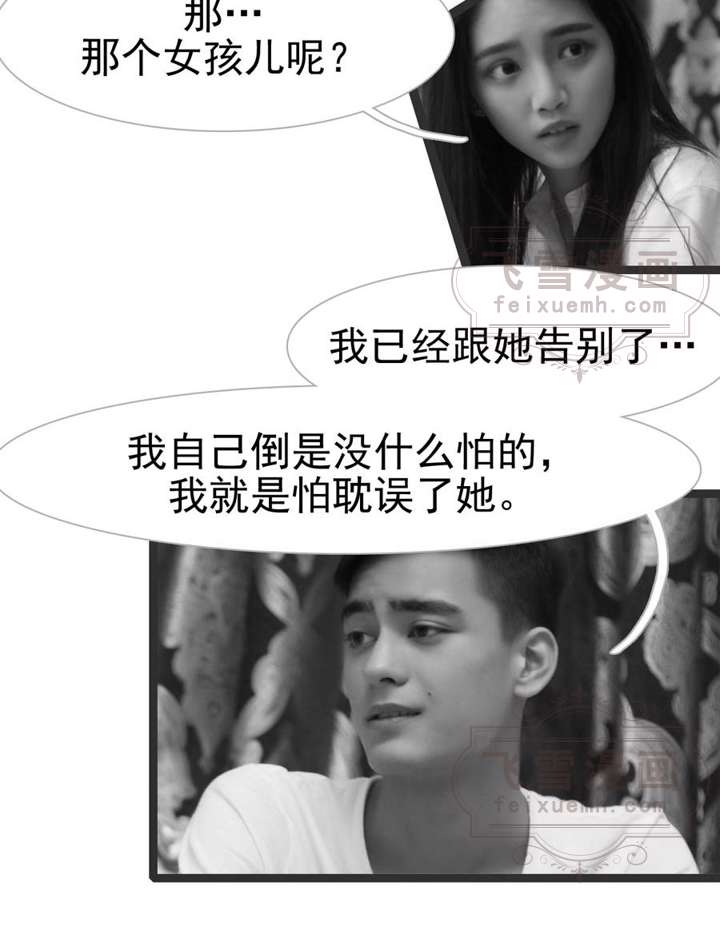 那…
那个女孩儿呢？
飞雪漫画
feixuemh.com
我已经跟她告别了…
我自己倒是没什么怕的，
我就是怕耽误了她。
飞雪漫画
feixuemh.com